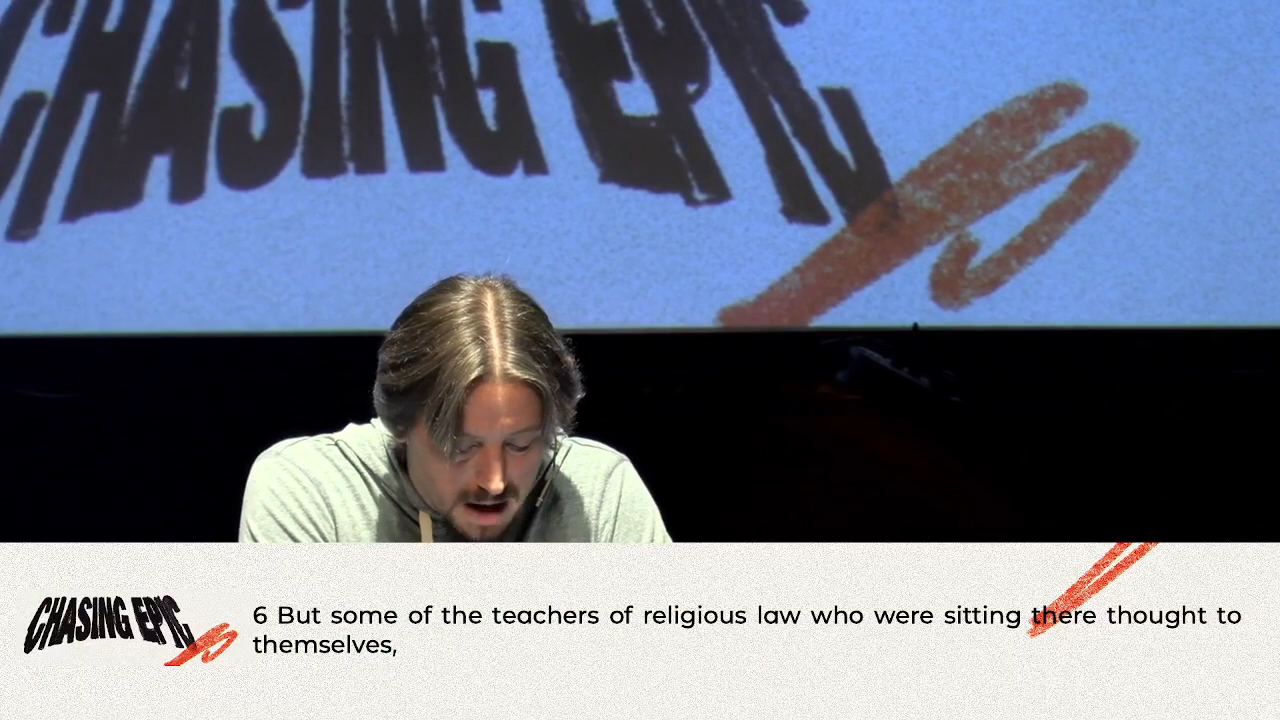 CHASING EPIC
CHASING EPIC
6 But some of the teachers of religious law who were sitting there thought to
themselves,